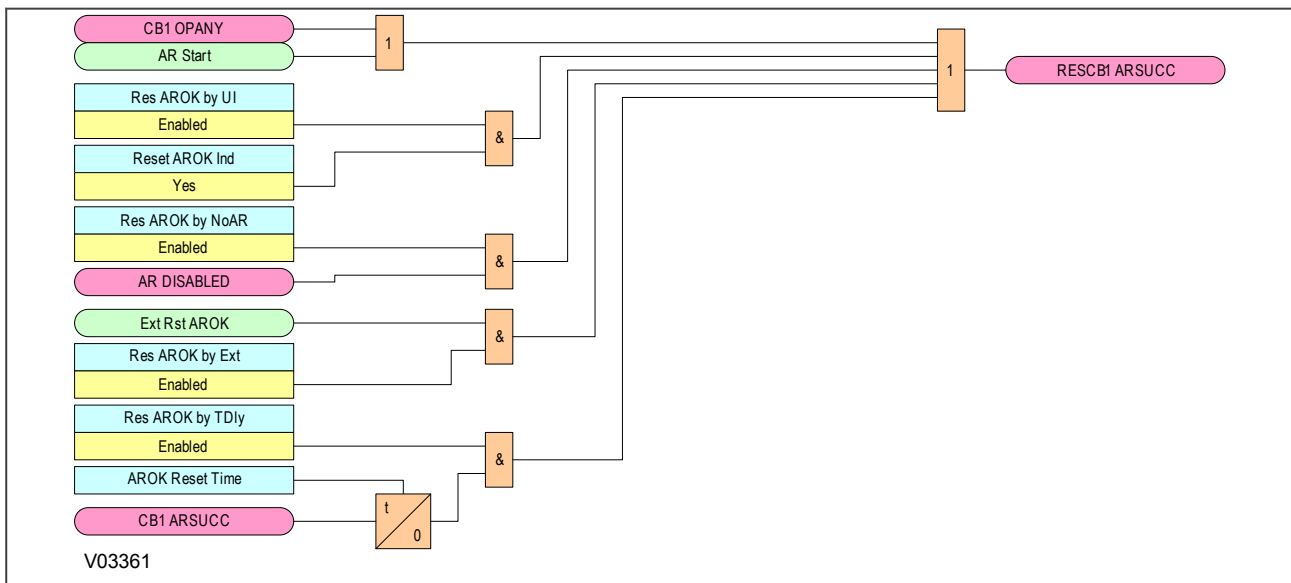 CB1 OPANY
AR Start
1
1
RESCB1 ARSUCC
Res AROK by UI
Enabled
&
Reset AROK Ind
Yes
Res AROK by NoAR
Enabled
&
AR DISABLED
Ext Rst AROK
&
Res AROK by Ext
Enabled
Res AROK by TDly
Enabled
&
AROK Reset Time
t
0
CB1 ARSUCC
V03361